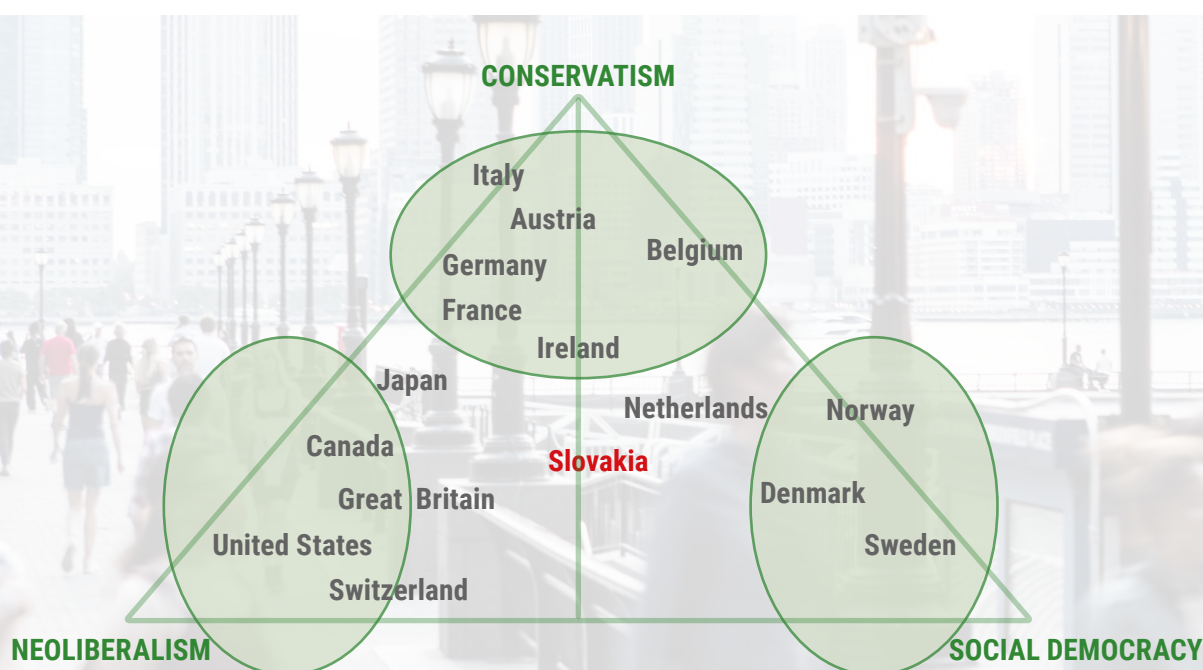 CONSERVATISM
Italy
Austria
Belgium
Germany
France
Ireland
Japan
Netherlands
Norway
Canada
Slovakia
Great Britain
Denmark
United States
Sweden
Switzerland
NEOLIBERALISM
SOCIAL DEMOCRACY